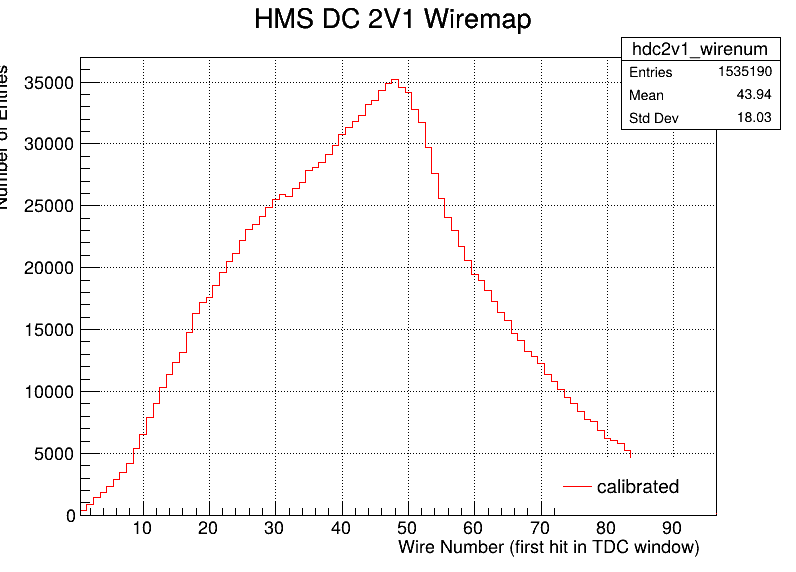 HMS DC 2V1 Wiremap
hdc2v1_wirenum
Entries 1535190
Mean 43.94
Std Dev 18.03
Number of Entries
35000
30000
25000
20000
15000
10000
5000
0
calibrated
10 20 30 40 50 60 70 80 90
Wire Number (first hit in TDC window)